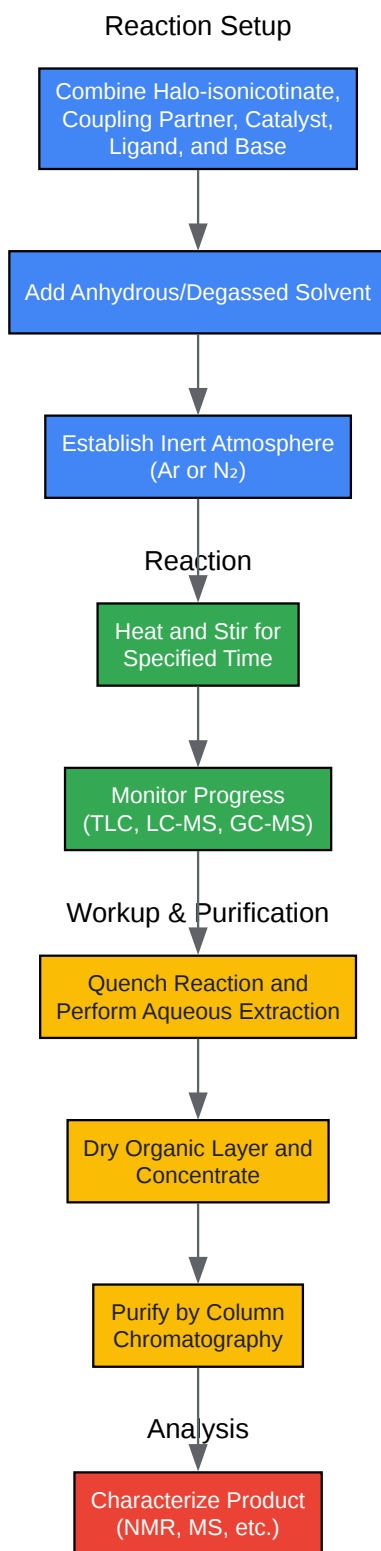 Reaction Setup
Combine Halo-isonicotinate,
Coupling Partner, Catalyst,
Ligand, and Base
Add Anhydrous/Degassed Solvent
Establish Inert Atmosphere
(Ar or N₂)
Reaction
Heat and Stir for
Specified Time
Monitor Progress
(TLC, LC-MS, GC-MS)
Workup & Purification
Quench Reaction and
Perform Aqueous Extraction
Dry Organic Layer and
Concentrate
Purify by Column
Chromatography
Analysis
Characterize Product
(NMR, MS, etc.)